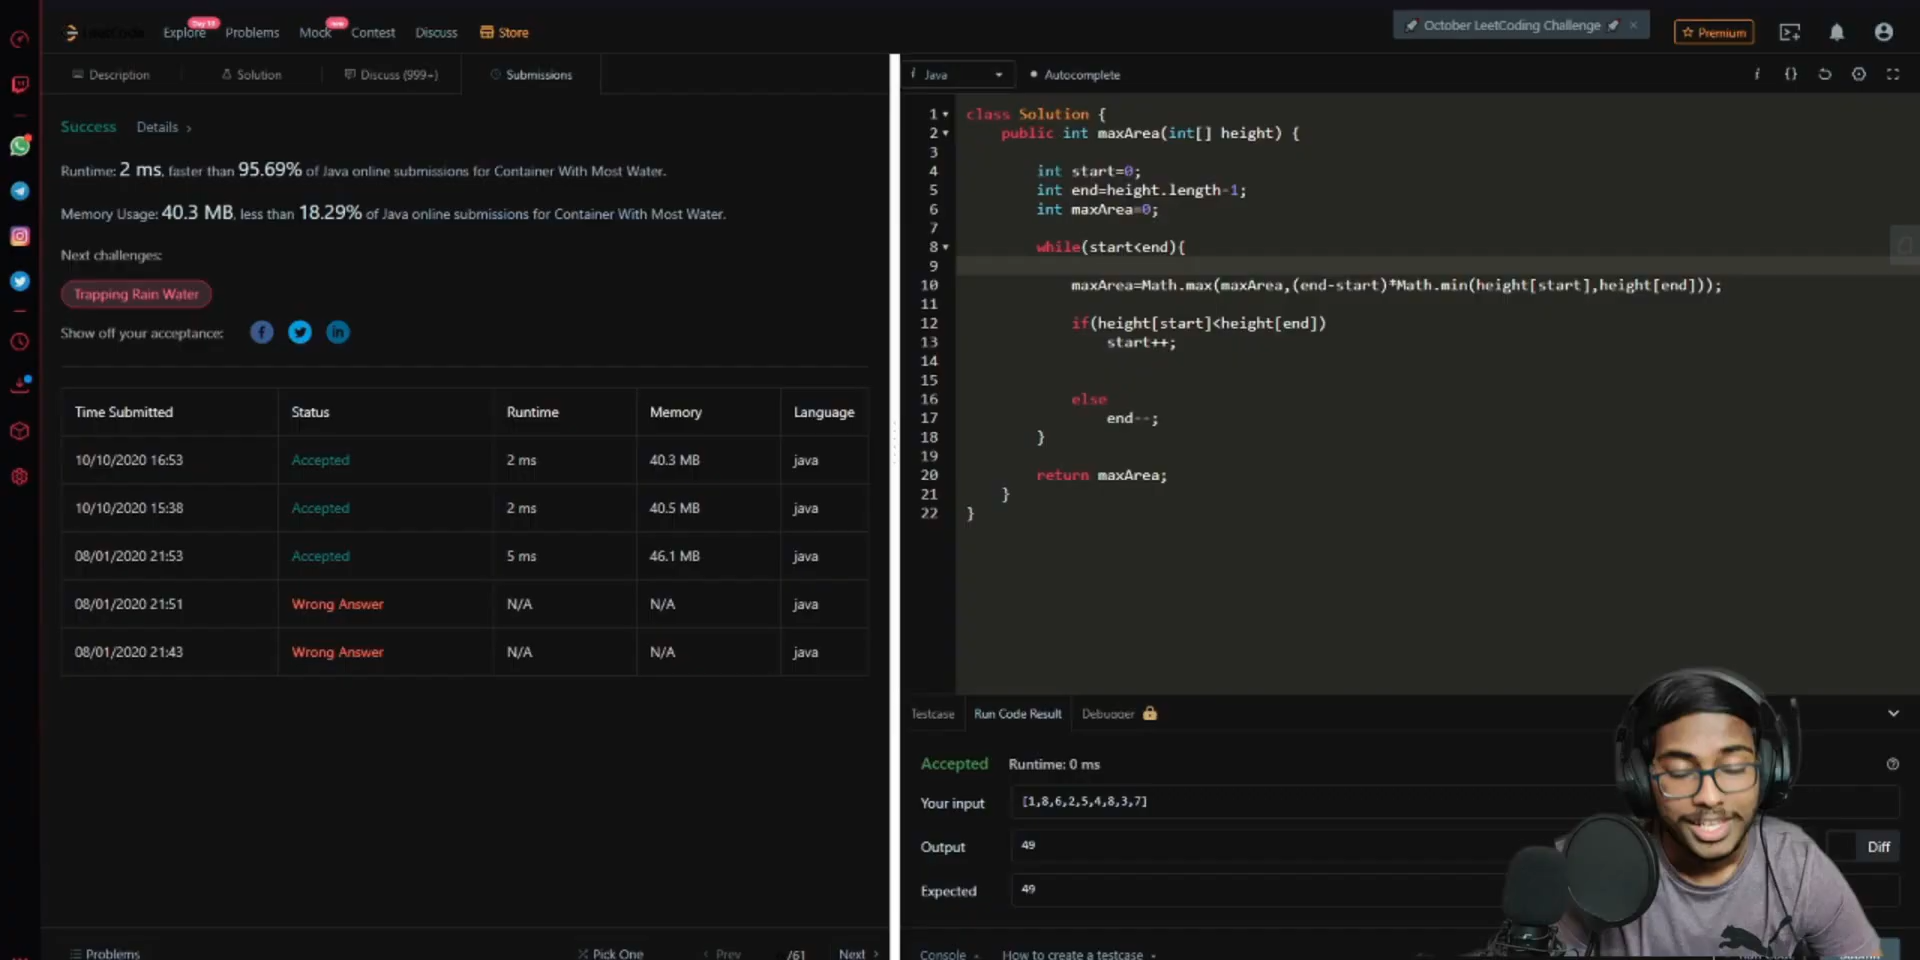 LeetCode
Explore
Day 10
Problems
Mock
New
Contest
Discuss
Store
October LeetCoding Challenge
Premium
Description
Solution
Discuss (999+)
Submissions
i Java
Autocomplete
Success Details >
Runtime: 2 ms, faster than 95.69% of Java online submissions for Container With Most Water.
Memory Usage: 40.3 MB, less than 18.29% of Java online submissions for Container With Most Water.
Next challenges:
Trapping Rain Water
Show off your acceptance:
Time Submitted Status Runtime Memory Language
10/10/2020 16:53 Accepted 2 ms 40.3 MB java
10/10/2020 15:38 Accepted 2 ms 40.5 MB java
08/01/2020 21:53 Accepted 5 ms 46.1 MB java
08/01/2020 21:51 Wrong Answer N/A N/A java
08/01/2020 21:43 Wrong Answer N/A N/A java
Problems
Pick One
< Prev
/61
Next >
1 class Solution {
2 public int maxArea(int[] height) {
3
4 int start=0;
5 int end=height.length-1;
6 int maxArea=0;
7
8 while(start<end){
9
10 maxArea=Math.max(maxArea,(end-start)*Math.min(height[start],height[end]));
11
12 if(height[start]<height[end])
13 start++;
14
15
16 else
17 end--;
18 }
19
20 return maxArea;
21 }
22 }
Testcase Run Code Result Debugger
Accepted Runtime: 0 ms
Your input [1,8,6,2,5,4,8,3,7]
Output 49
Diff
Expected 49
Console
How to create a testcase